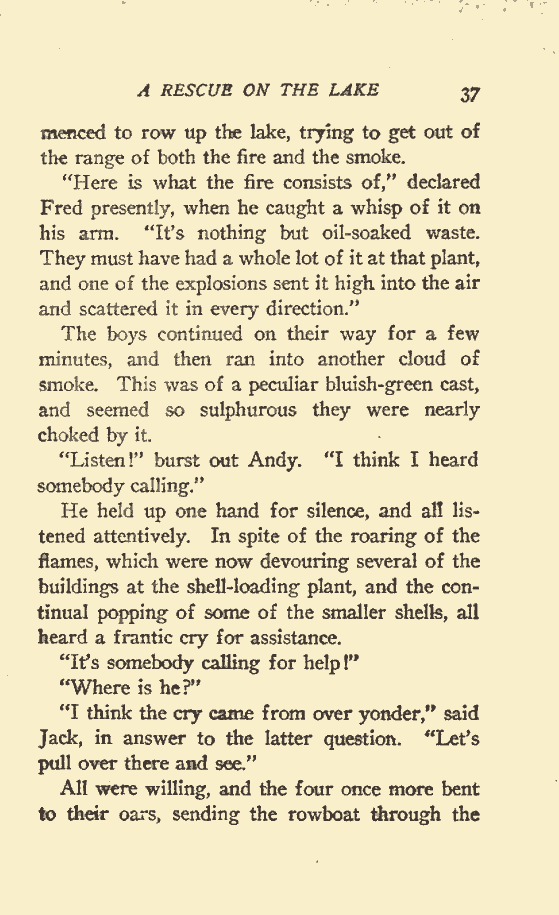 A RESCUE ON THE LAKE 37
menced to row up the lake, trying to get out of
the range of both the fire and the smoke.
"Here is what the fire consists of," declared
Fred presently, when he caught a whisp of it on
his arm. "It's nothing but oil-soaked waste.
They must have had a whole lot of it at that plant,
and one of the explosions sent it high into the air
and scattered it in every direction."
The boys continued on their way for a few
minutes, and then ran into another cloud of
smoke. This was of a peculiar bluish-green cast,
and seemed so sulphurous they were nearly
choked by it.
"Listen!" burst out Andy. "I think I heard
somebody calling."
He held up one hand for silence, and all lis-
tened attentively. In spite of the roaring of the
flames, which were now devouring several of the
buildings at the shell-loading plant, and the con-
tinual popping of some of the smaller shells, all
heard a frantic cry for assistance.
"It's somebody calling for help!"
"Where is he?"
"I think the cry came from over yonder," said
Jack, in answer to the latter question. "Let's
pull over there and see."
All were willing, and the four once more bent
to their oars, sending the rowboat through the